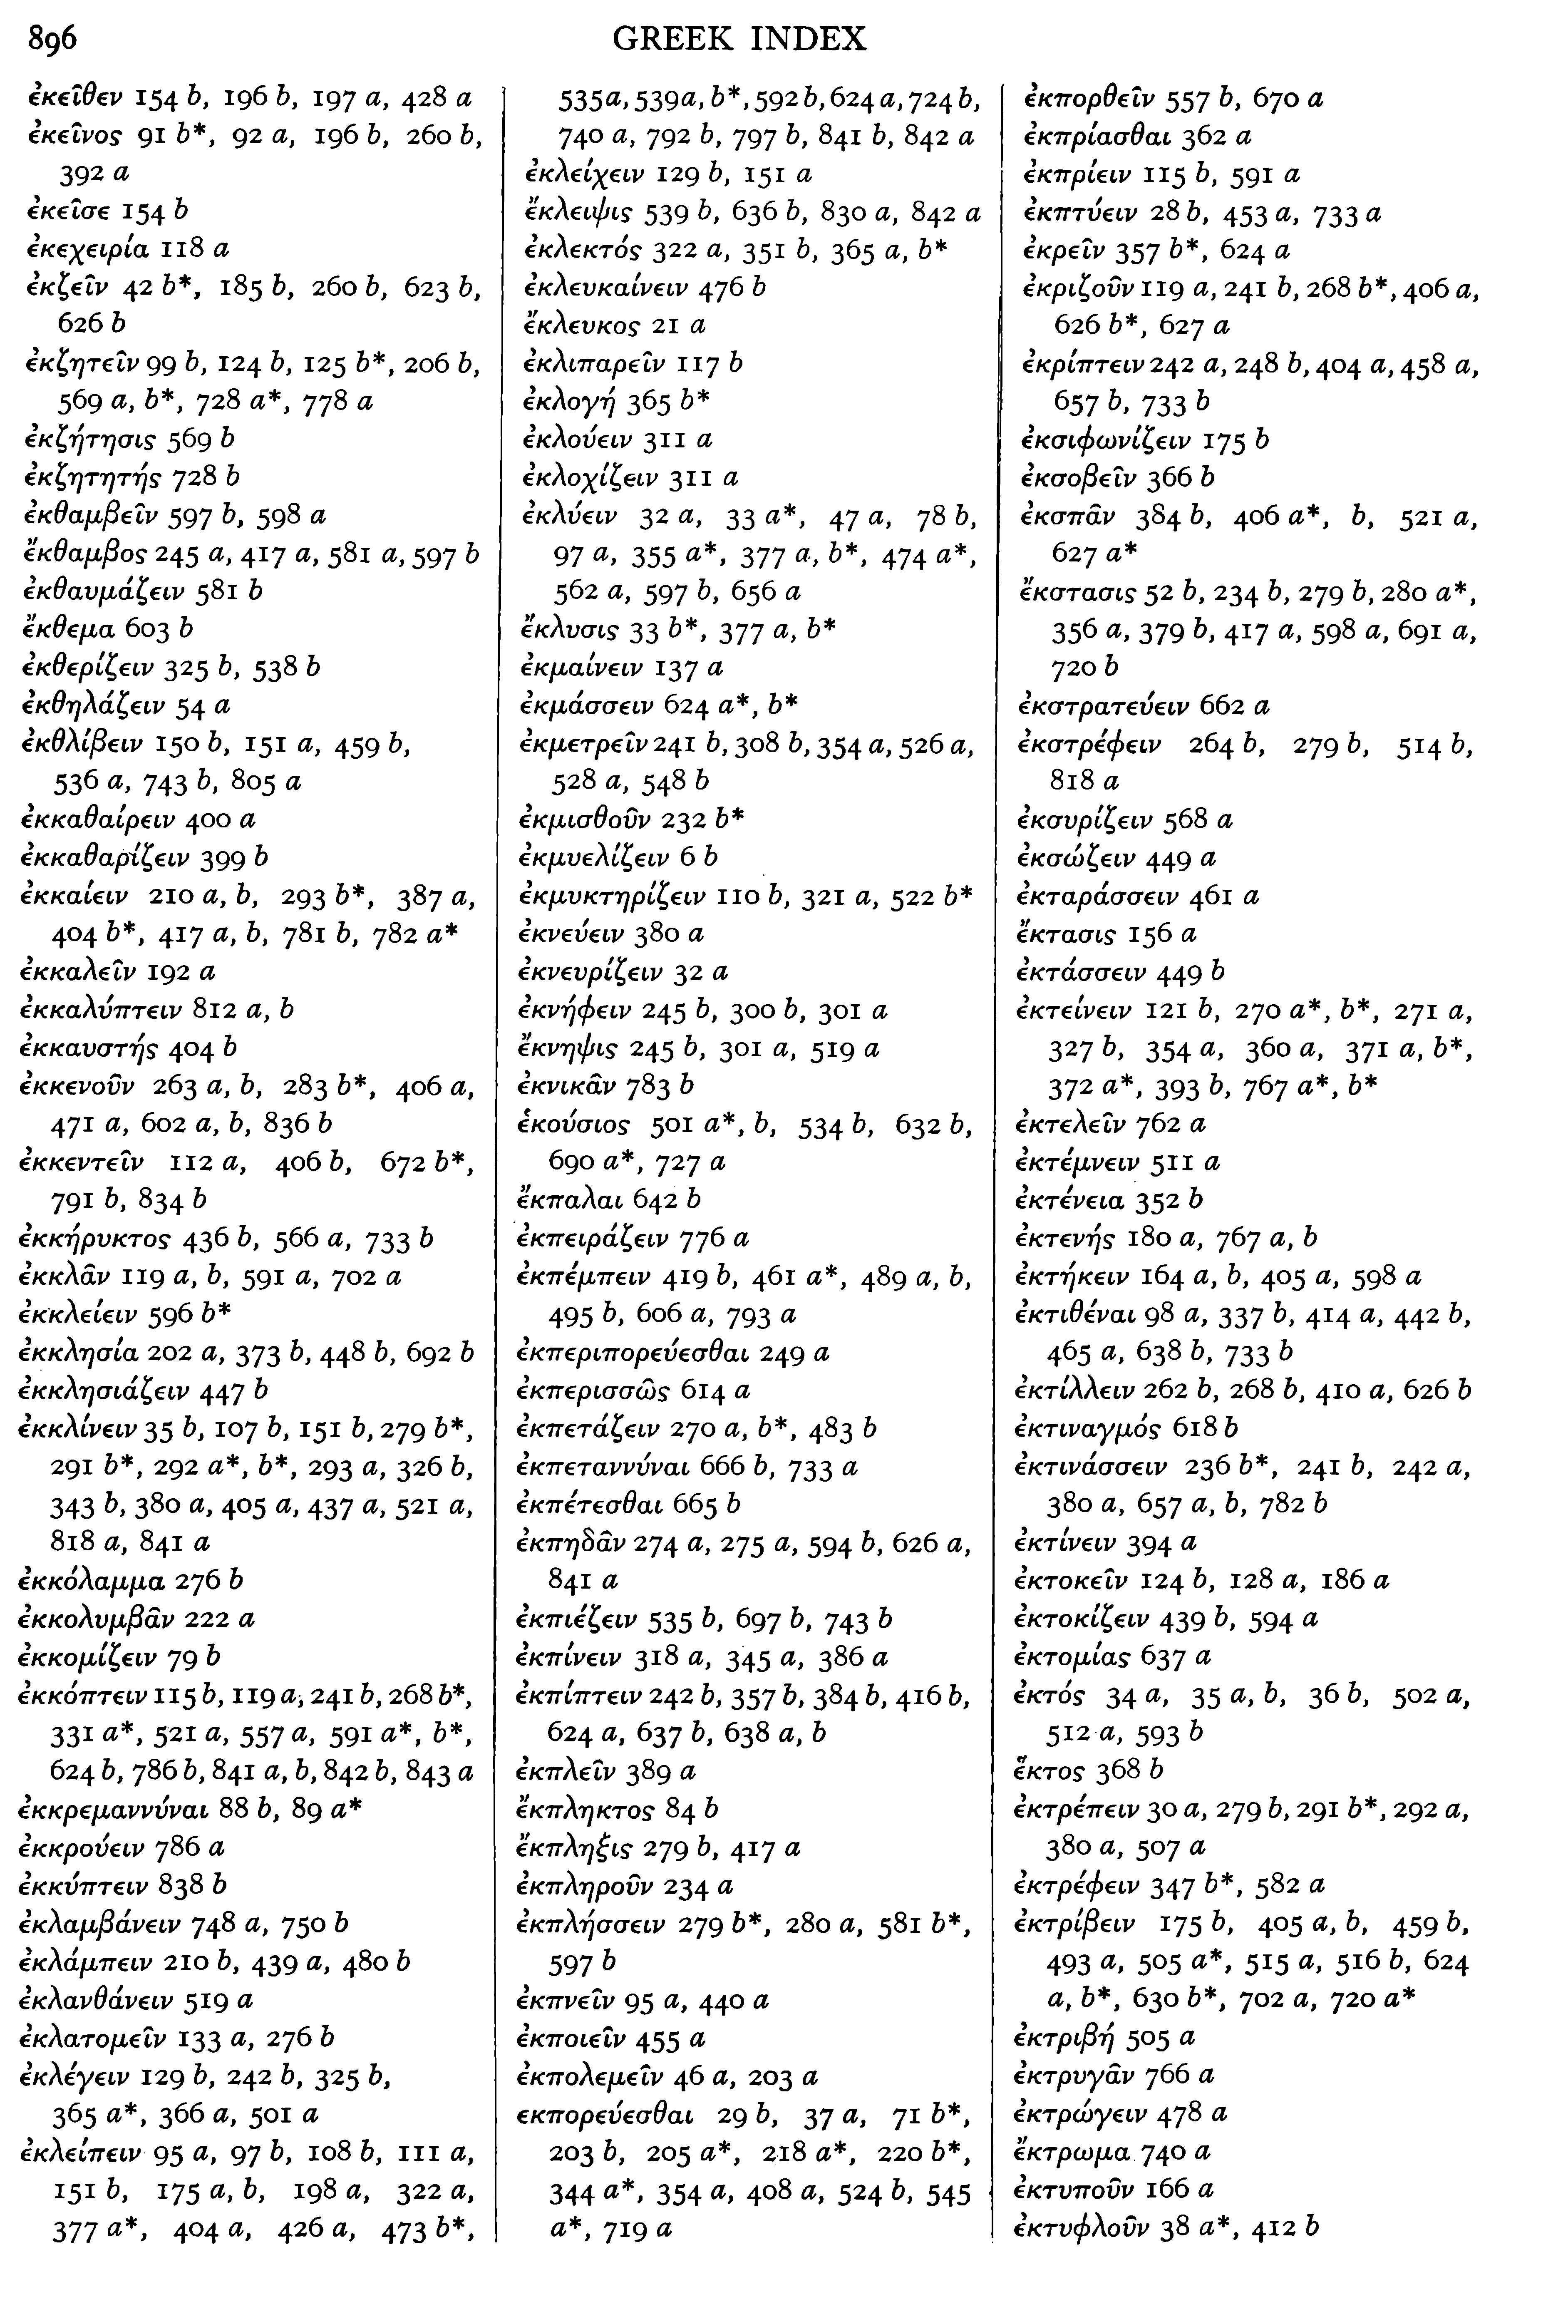 896
GREEK INDEX
ἐκεῖθεν 154 b, 196 b, 197 a, 428 a
ἐκεῖνος 91 b*, 92 a, 196 b, 260 b,
392 a
ἐκεῖσε 154 b
ἐκεχειρία 118 a
ἐκζεῖν 42 b*, 185 b, 260 b, 623 b,
626 b
ἐκζητεῖν 99 b, 124 b, 125 b*, 206 b,
569 a, b*, 728 a*, 778 a
ἐκζήτησις 569 b
ἐκζητητής 728 b
ἐκθαμβεῖν 597 b, 598 a
ἔκθαμβος 245 a, 417 a, 581 a, 597 b
ἐκθαυμάζειν 581 b
ἔκθεμα 603 b
ἐκθερίζειν 325 b, 538 b
ἐκθηλάζειν 54 a
ἐκθλίβειν 150 b, 151 a, 459 b,
536 a, 743 b, 805 a
ἐκκαθαίρειν 400 a
ἐκκαθαρίζειν 399 b
ἐκκαίειν 210 a, b, 293 b*, 387 a,
404 b*, 417 a, b, 781 b, 782 a*
ἐκκαλεῖν 192 a
ἐκκαλύπτειν 812 a, b
ἐκκαυστής 404 b
ἐκκενοῦν 263 a, b, 283 b*, 406 a,
471 a, 602 a, b, 836 b
ἐκκεντεῖν 112 a, 406 b, 672 b*,
791 b, 834 b
ἐκκήρυκτος 436 b, 566 a, 733 b
ἐκκλᾶν 119 a, b, 591 a, 702 a
ἐκκλείειν 596 b*
ἐκκλησία 202 a, 373 b, 448 b, 692 b
ἐκκλησιάζειν 447 b
ἐκκλίνειν 35 b, 107 b, 151 b, 279 b*,
291 b*, 292 a*, b*, 293 a, 326 b,
343 b, 380 a, 405 a, 437 a, 521 a,
818 a, 841 a
ἐκκόλαμμα 276 b
ἐκκολυμβᾶν 222 a
ἐκκομίζειν 79 b
ἐκκόπτειν 115 b, 119 a, 241 b, 268 b*,
331 a*, 521 a, 557 a, 591 a*, b*,
624 b, 786 b, 841 a, b, 842 b, 843 a
ἐκκρεμαννύναι 88 b, 89 a*
ἐκκρούειν 786 a
ἐκκύπτειν 838 b
ἐκλαμβάνειν 748 a, 750 b
ἐκλάμπειν 210 b, 439 a, 480 b
ἐκλανθάνειν 519 a
ἐκλατομεῖν 133 a, 276 b
ἐκλέγειν 129 b, 242 b, 325 b,
365 a*, 366 a, 501 a
ἐκλείπειν 95 a, 97 b, 108 b, 111 a,
151 b, 175 a, b, 198 a, 322 a,
377 a*, 404 a, 426 a, 473 b*,
535 a, 539 a, b*, 592 b, 624 a, 724 b,
740 a, 792 b, 797 b, 841 b, 842 a
ἐκλείχειν 129 b, 151 a
ἔκλειψις 539 b, 636 b, 830 a, 842 a
ἐκλεκτός 322 a, 351 b, 365 a, b*
ἐκλευκαίνειν 476 b
ἔκλευκος 21 a
ἐκλιπαρεῖν 117 b
ἐκλογή 365 b*
ἐκλούειν 311 a
ἐκλοχίζειν 311 a
ἐκλύειν 32 a, 33 a*, 47 a, 78 b,
97 a, 355 a*, 377 a, b*, 474 a*,
562 a, 597 b, 656 a
ἔκλυσις 33 b*, 377 a, b*
ἐκμαίνειν 137 a
ἐκμάσσειν 624 a*, b*
ἐκμετρεῖν 241 b, 308 b, 354 a, 526 a,
528 a, 548 b
ἐκμισθοῦν 232 b*
ἐκμυελίζειν 6 b
ἐκμυκτηρίζειν 110 b, 321 a, 522 b*
ἐκνεύειν 380 a
ἐκνευρίζειν 32 a
ἐκνήφειν 245 b, 300 b, 301 a
ἔκνηψις 245 b, 301 a, 519 a
ἐκνικᾶν 783 b
ἑκούσιος 501 a*, b, 534 b, 632 b,
690 a*, 727 a
ἔκπαλαι 642 b
ἐκπειράζειν 776 a
ἐκπέμπειν 419 b, 461 a*, 489 a, b,
495 b, 606 a, 793 a
ἐκπεριπορεύεσθαι 249 a
ἐκπερισσῶς 614 a
ἐκπετάζειν 270 a, b*, 483 b
ἐκπεταννύναι 666 b, 733 a
ἐκπέτεσθαι 665 b
ἐκπηδᾶν 274 a, 275 a, 594 b, 626 a,
841 a
ἐκπιέζειν 535 b, 697 b, 743 b
ἐκπίνειν 318 a, 345 a, 386 a
ἐκπίπτειν 242 b, 357 b, 384 b, 416 b,
624 a, 637 b, 638 a, b
ἐκπλεῖν 389 a
ἔκπληκτος 84 b
ἔκπληξις 279 b, 417 a
ἐκπληροῦν 234 a
ἐκπλήσσειν 279 b*, 280 a, 581 b*,
597 b
ἐκπνεῖν 95 a, 440 a
ἐκποιεῖν 455 a
ἐκπολεμεῖν 46 a, 203 a
εκπορεύεσθαι 29 b, 37 a, 71 b*,
203 b, 205 a*, 218 a*, 220 b*,
344 a*, 354 a, 408 a, 524 b, 545
a*, 719 a
ἐκπορθεῖν 557 b, 670 a
ἐκπρίασθαι 362 a
ἐκπρίειν 115 b, 591 a
ἐκπτύειν 28 b, 453 a, 733 a
ἐκρεῖν 357 b*, 624 a
ἐκριζοῦν 119 a, 241 b, 268 b*, 406 a,
626 b*, 627 a
ἐκρίπτειν 242 a, 248 b, 404 a, 458 a,
657 b, 733 b
ἐκσιφωνίζειν 175 b
ἐκσοβεῖν 366 b
ἐκσπᾶν 384 b, 406 a*, b, 521 a,
627 a*
ἔκστασις 52 b, 234 b, 279 b, 280 a*,
356 a, 379 b, 417 a, 598 a, 691 a,
720 b
ἐκστρατεύειν 662 a
ἐκστρέφειν 264 b, 279 b, 514 b,
818 a
ἐκσυρίζειν 568 a
ἐκσώζειν 449 a
ἐκταράσσειν 461 a
ἔκτασις 156 a
ἐκτάσσειν 449 b
ἐκτείνειν 121 b, 270 a*, b*, 271 a,
327 b, 354 a, 360 a, 371 a, b*,
372 a*, 393 b, 767 a*, b*
ἐκτελεῖν 762 a
ἐκτέμνειν 511 a
ἐκτένεια 352 b
ἐκτενής 180 a, 767 a, b
ἐκτήκειν 164 a, b, 405 a, 598 a
ἐκτιθέναι 98 a, 337 b, 414 a, 442 b,
465 a, 638 b, 733 b
ἐκτίλλειν 262 b, 268 b, 410 a, 626 b
ἐκτιναγμός 618 b
ἐκτινάσσειν 236 b*, 241 b, 242 a,
380 a, 657 a, b, 782 b
ἐκτίνειν 394 a
ἐκτοκεῖν 124 b, 128 a, 186 a
ἐκτοκίζειν 439 b, 594 a
ἐκτομίας 637 a
ἐκτός 34 a, 35 a, b, 36 b, 502 a,
512 a, 593 b
ἕκτος 368 b
ἐκτρέπειν 30 a, 279 b, 291 b*, 292 a,
380 a, 507 a
ἐκτρέφειν 347 b*, 582 a
ἐκτρίβειν 175 b, 405 a, b, 459 b,
493 a, 505 a*, 515 a, 516 b, 624
a, b*, 630 b*, 702 a, 720 a*
ἐκτριβή 505 a
ἐκτρυγᾶν 766 a
ἐκτρώγειν 478 a
ἔκτρωμα 740 a
ἐκτυποῦν 166 a
ἐκτυφλοῦν 38 a*, 412 b